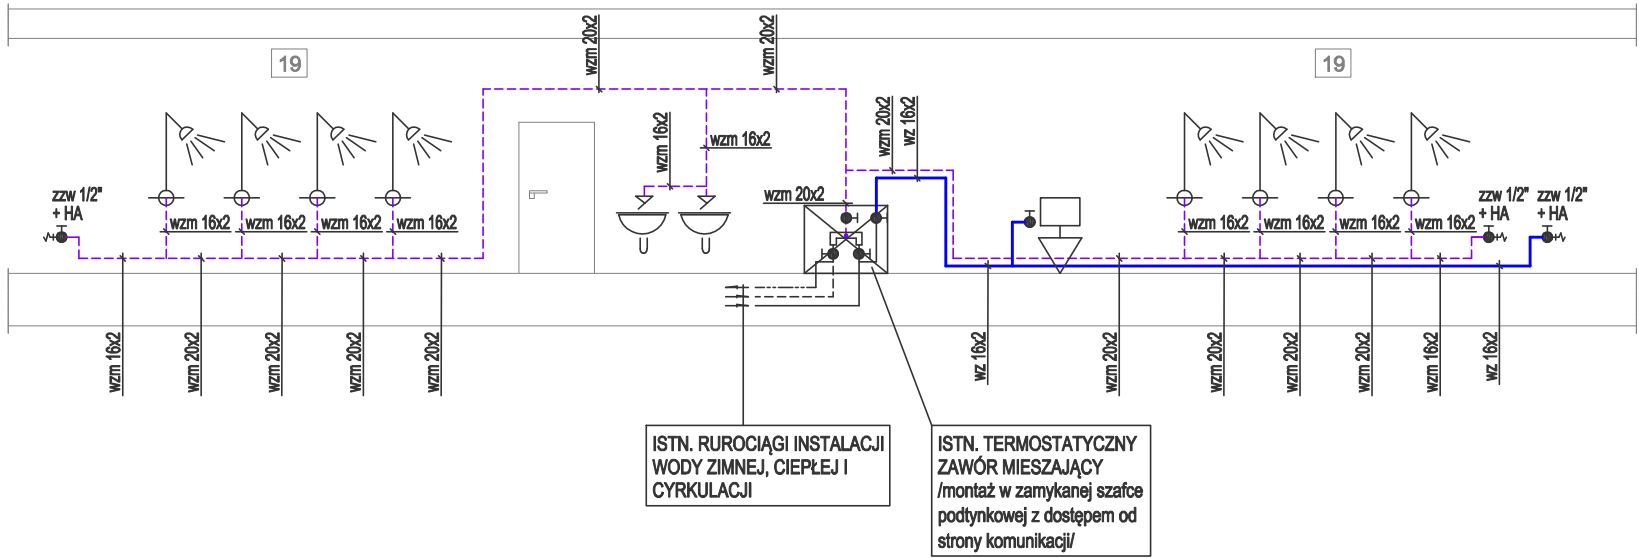 wzm 20x2
wzm 20x2
19
19
wzm 16x2
wzm 16x2
wzm 20x2
wz 16x2
zzw 1/2"
+ HA
wzm 16x2
wzm 16x2
wzm 16x2
wzm 16x2
wzm 20x2
wzm 16x2
wzm 16x2
wzm 16x2
wzm 16x2
zzw 1/2"
+ HA
zzw 1/2"
+ HA
wzm 16x2
wzm 20x2
wzm 20x2
wzm 20x2
wzm 20x2
wz 16x2
wzm 20x2
wzm 20x2
wzm 20x2
wzm 20x2
wzm 16x2
wz 16x2
ISTN. RUROCIĄGI INSTALACJI
WODY ZIMNEJ, CIEPŁEJ I
CYRKULACJI
ISTN. TERMOSTATYCZNY
ZAWÓR MIESZAJĄCY
/montaż w zamykanej szafce
podtynkowej z dostępem od
strony komunikacji/